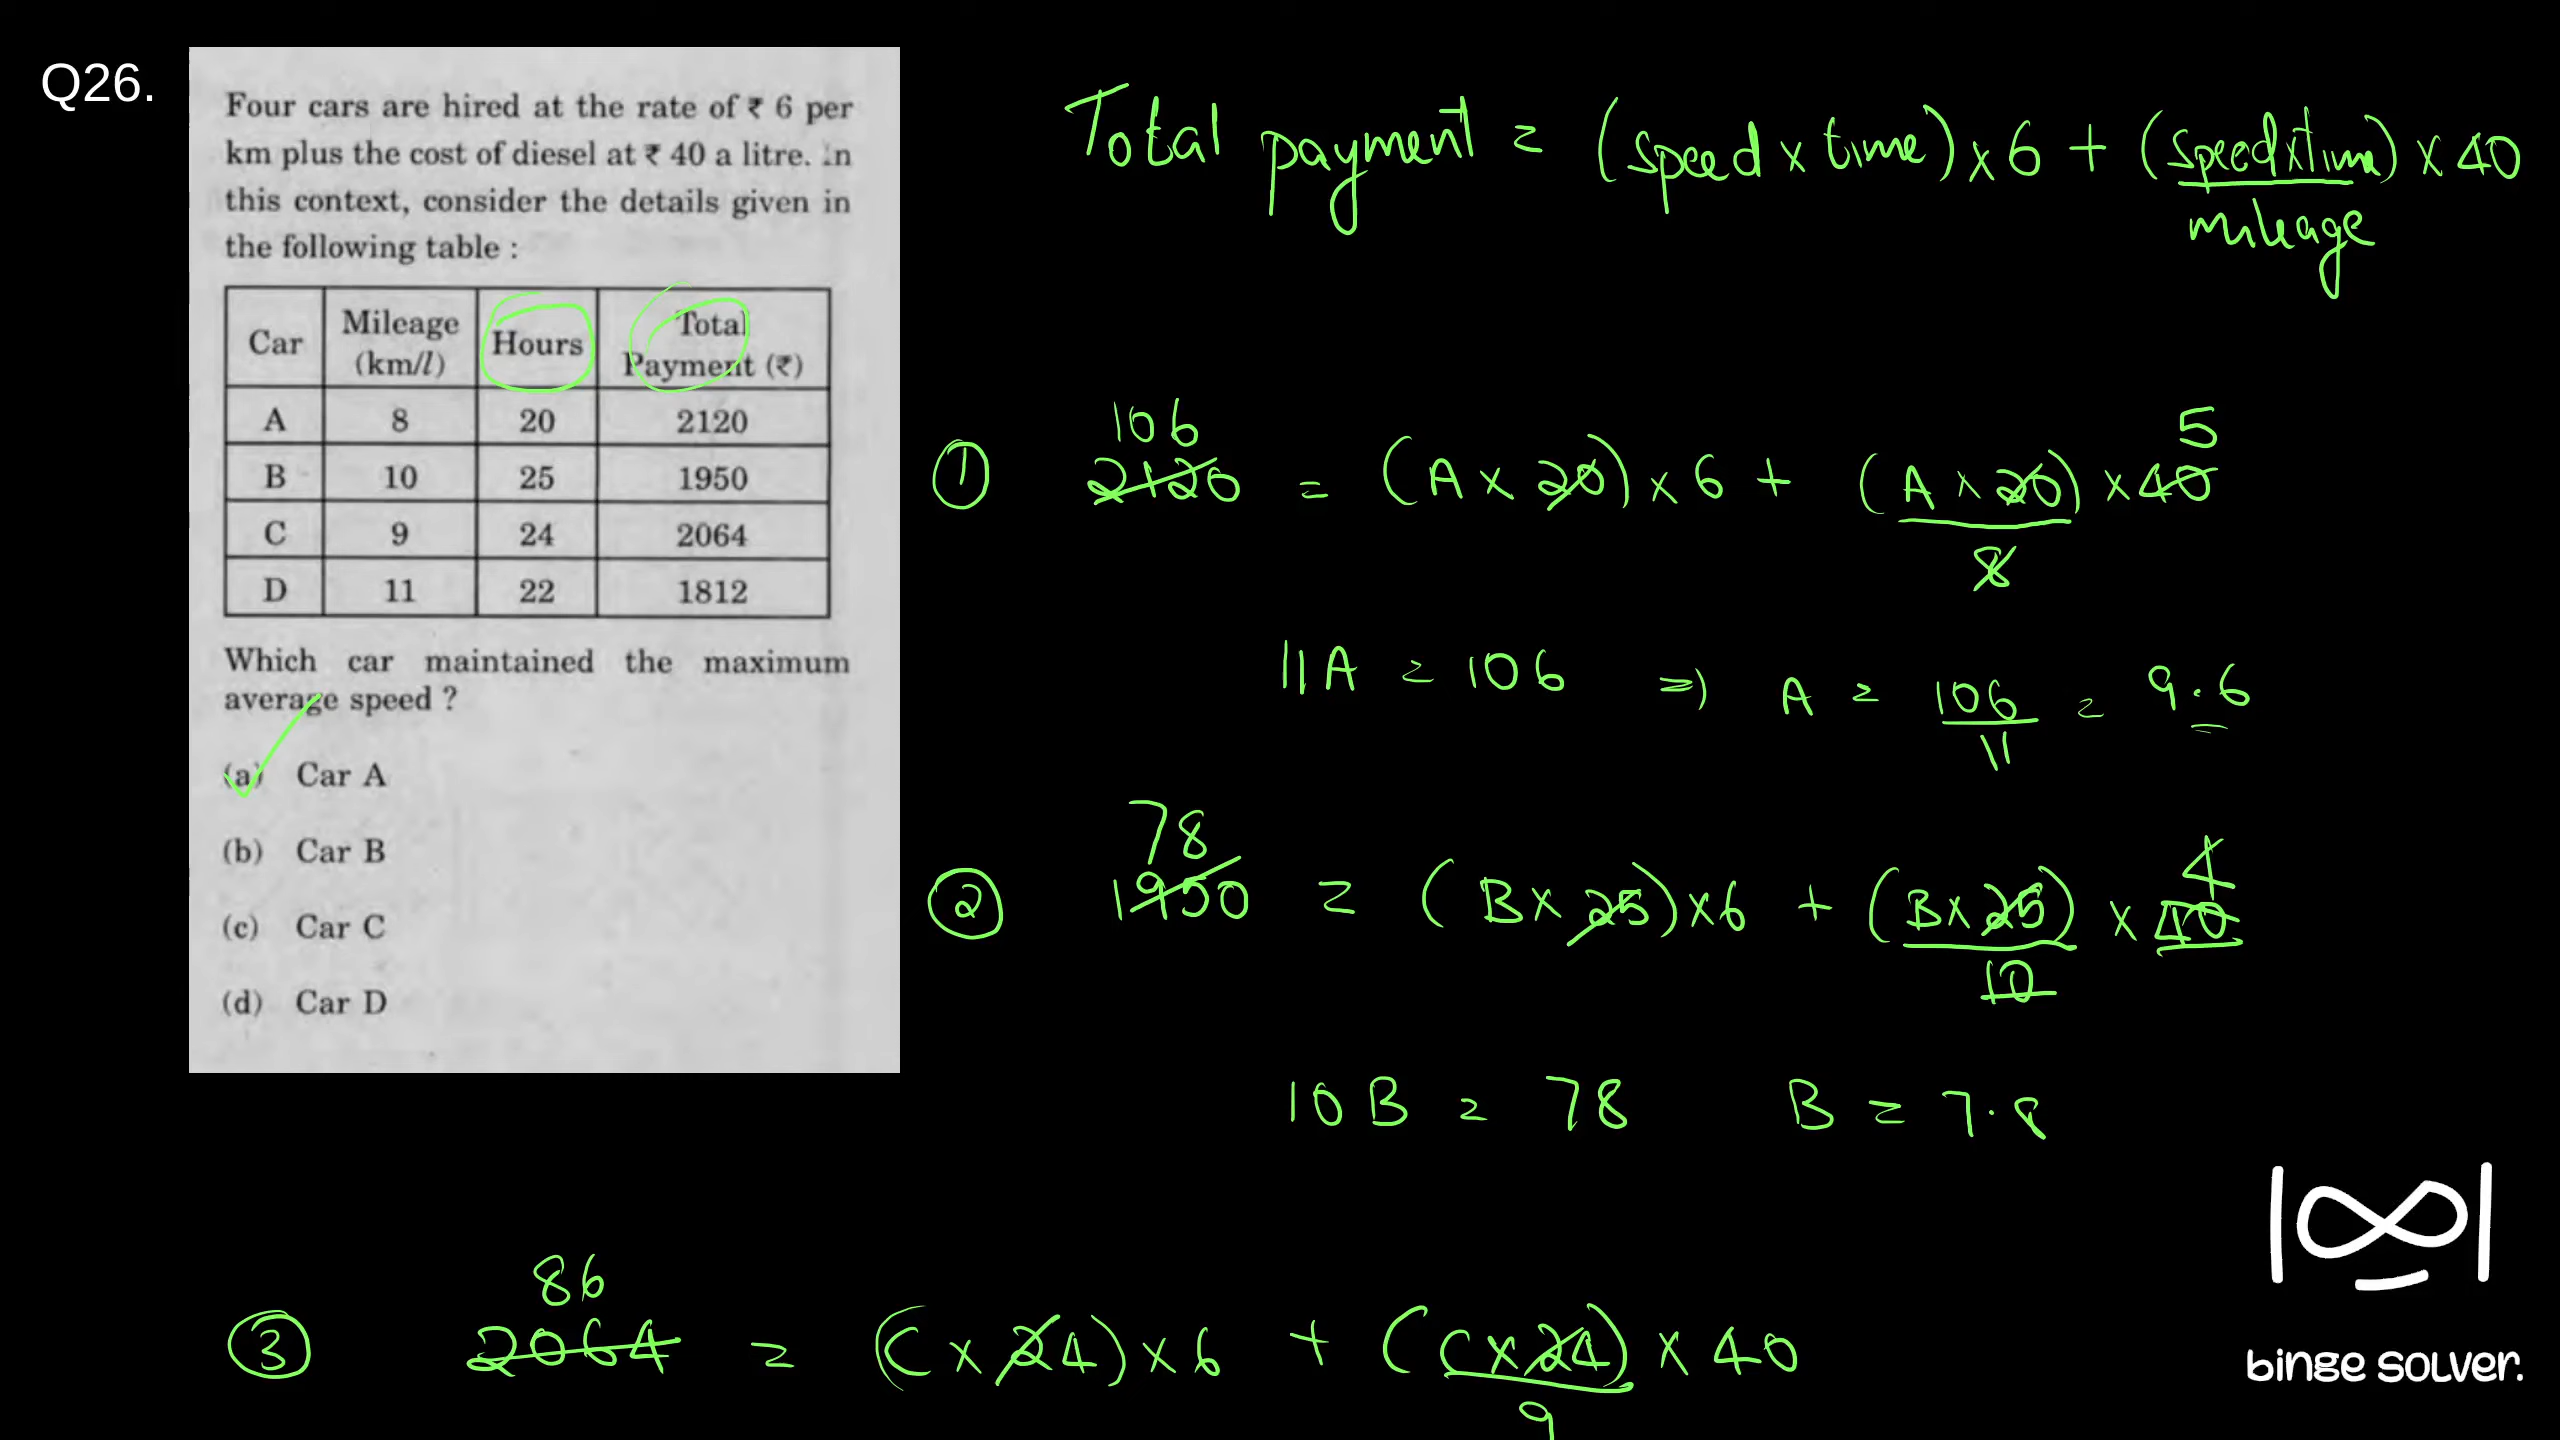 Q26.
Four cars are hired at the rate of ₹ 6 per
km plus the cost of diesel at ₹ 40 a litre. In
this context, consider the details given in
the following table :
Car Mileage (km/l) Hours Total Payment (₹)
A 8 20 2120
B 10 25 1950
C 9 24 2064
D 11 22 1812
Which car maintained the maximum
average speed ?
(a) Car A
(b) Car B
(c) Car C
(d) Car D
Total payment = (speed x time) x 6 + (speed x time) x 40
mileage
106 5
① 2120 = (A x 20) x 6 + (A x 20) x 40
8
11A = 106 => A = 106 = 9.6
11
78 4
② 1950 = (B x 25) x 6 + (B x 25) x 40
10
10B = 78 B = 7.8
86
③ 2064 = (C x 24) x 6 + (C x 24) x 40
9
binge solver.